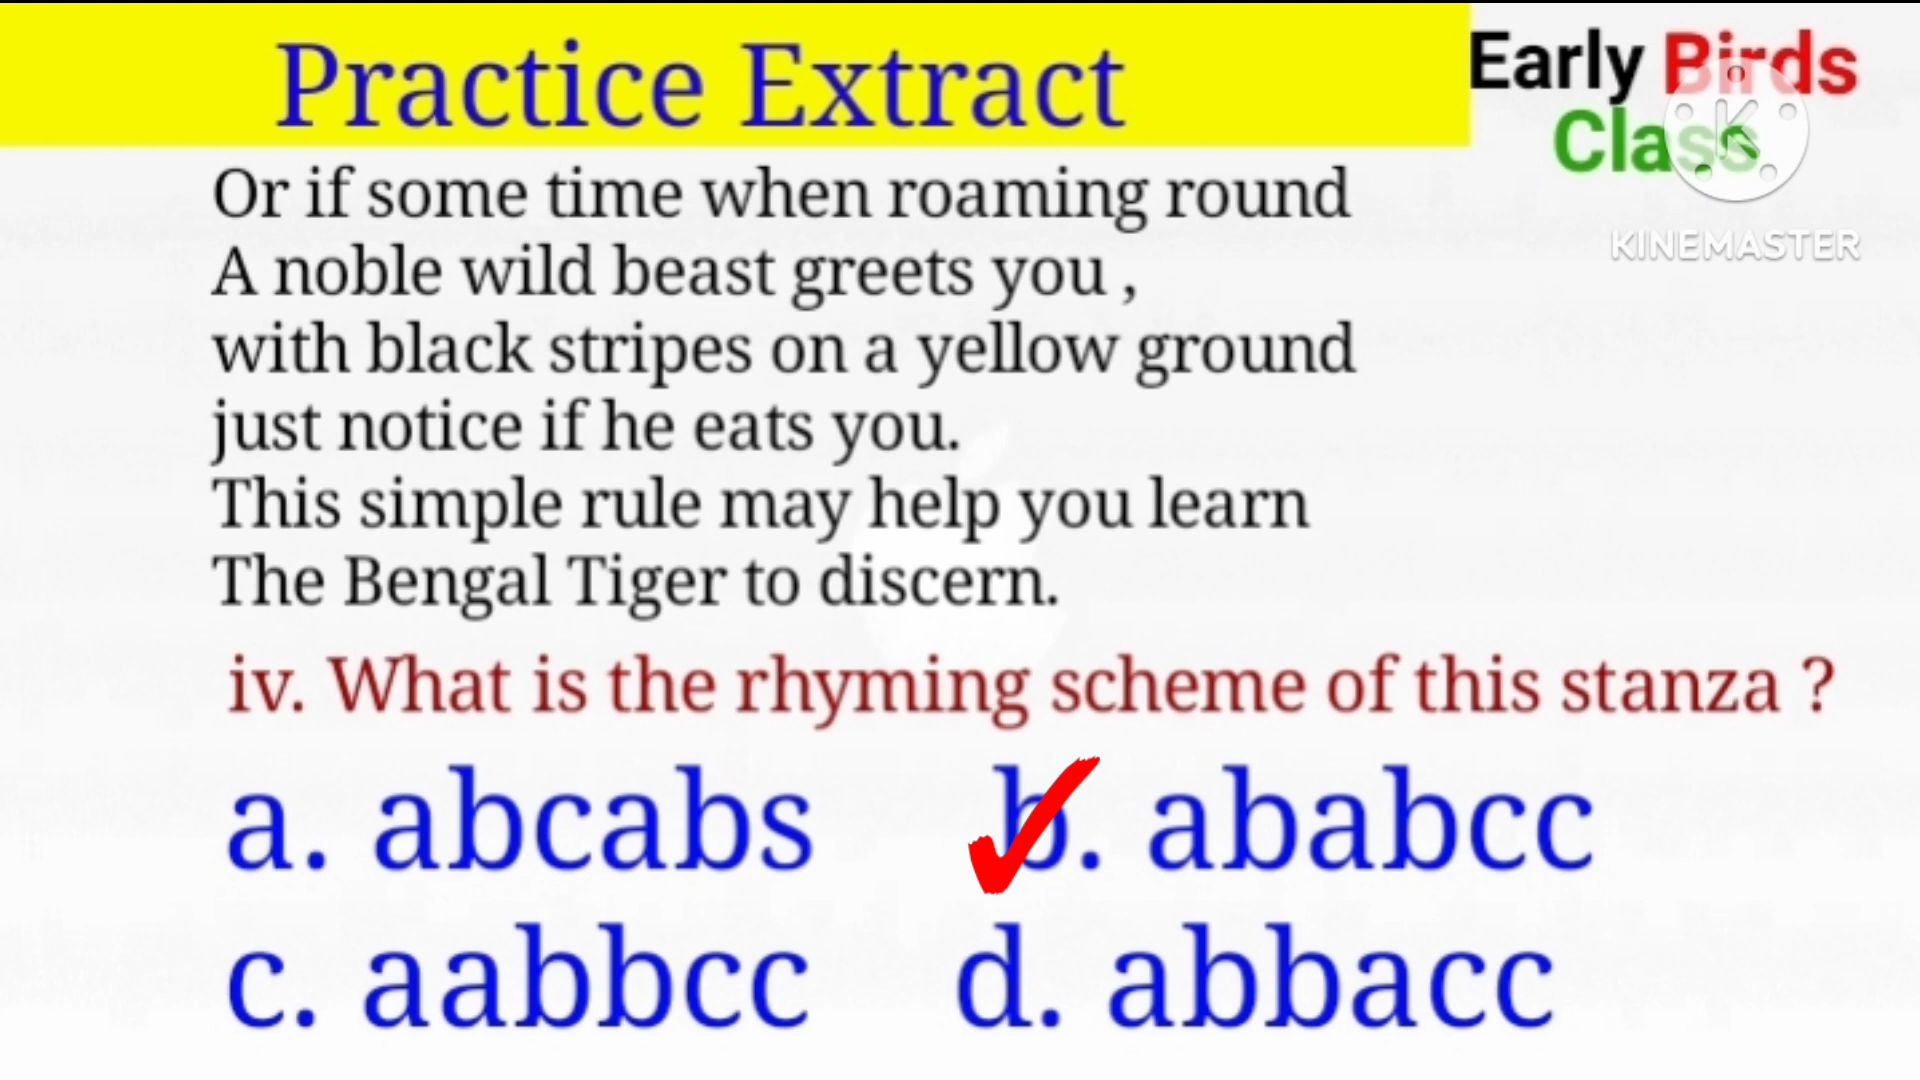 Practice Extract
Early Birds
Class
KINEMASTER
Or if some time when roaming round
A noble wild beast greets you ,
with black stripes on a yellow ground
just notice if he eats you.
This simple rule may help you learn
The Bengal Tiger to discern.
iv. What is the rhyming scheme of this stanza ?
a. abcabs b. ababcc
c. aabbcc d. abbacc